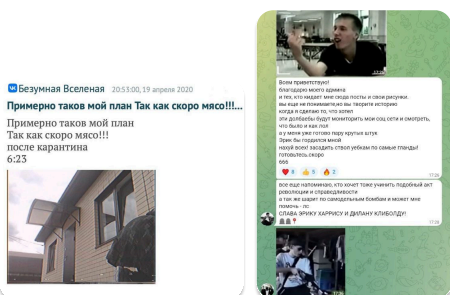 Безумная Вселеная 20:53:00, 19 апреля 2020
Примерно таков мой план Так как скоро мясо!!!...
Примерно таков мой план
Так как скоро мясо!!!
после карантина
6:23
17:25
Всем приветствую!
благодарю моего админа
и тех, кто кидает мне сюда посты и свои рисунки.
вы еще не понимаете,но вы творите историю
когда я сделаю то, что хотел
эти долбаебы будут мониторить мои соц сети и смотреть,
что было и как лол
а у меня уже готово пару крутых штук
Эрик бы гордился мной
нахуй всех! засадить ствол уебкам по самые гланды!
готовьтесь.скоро
666
все еще напоминаю, кто хочет тоже учинить подобный акт
революции и справедливости
а так же шарит по самодельным бомбам и может мне
помочь - лс
СЛАВА ЭРИКУ ХАРРИСУ И ДИЛАНУ КЛИБОЛДУ!